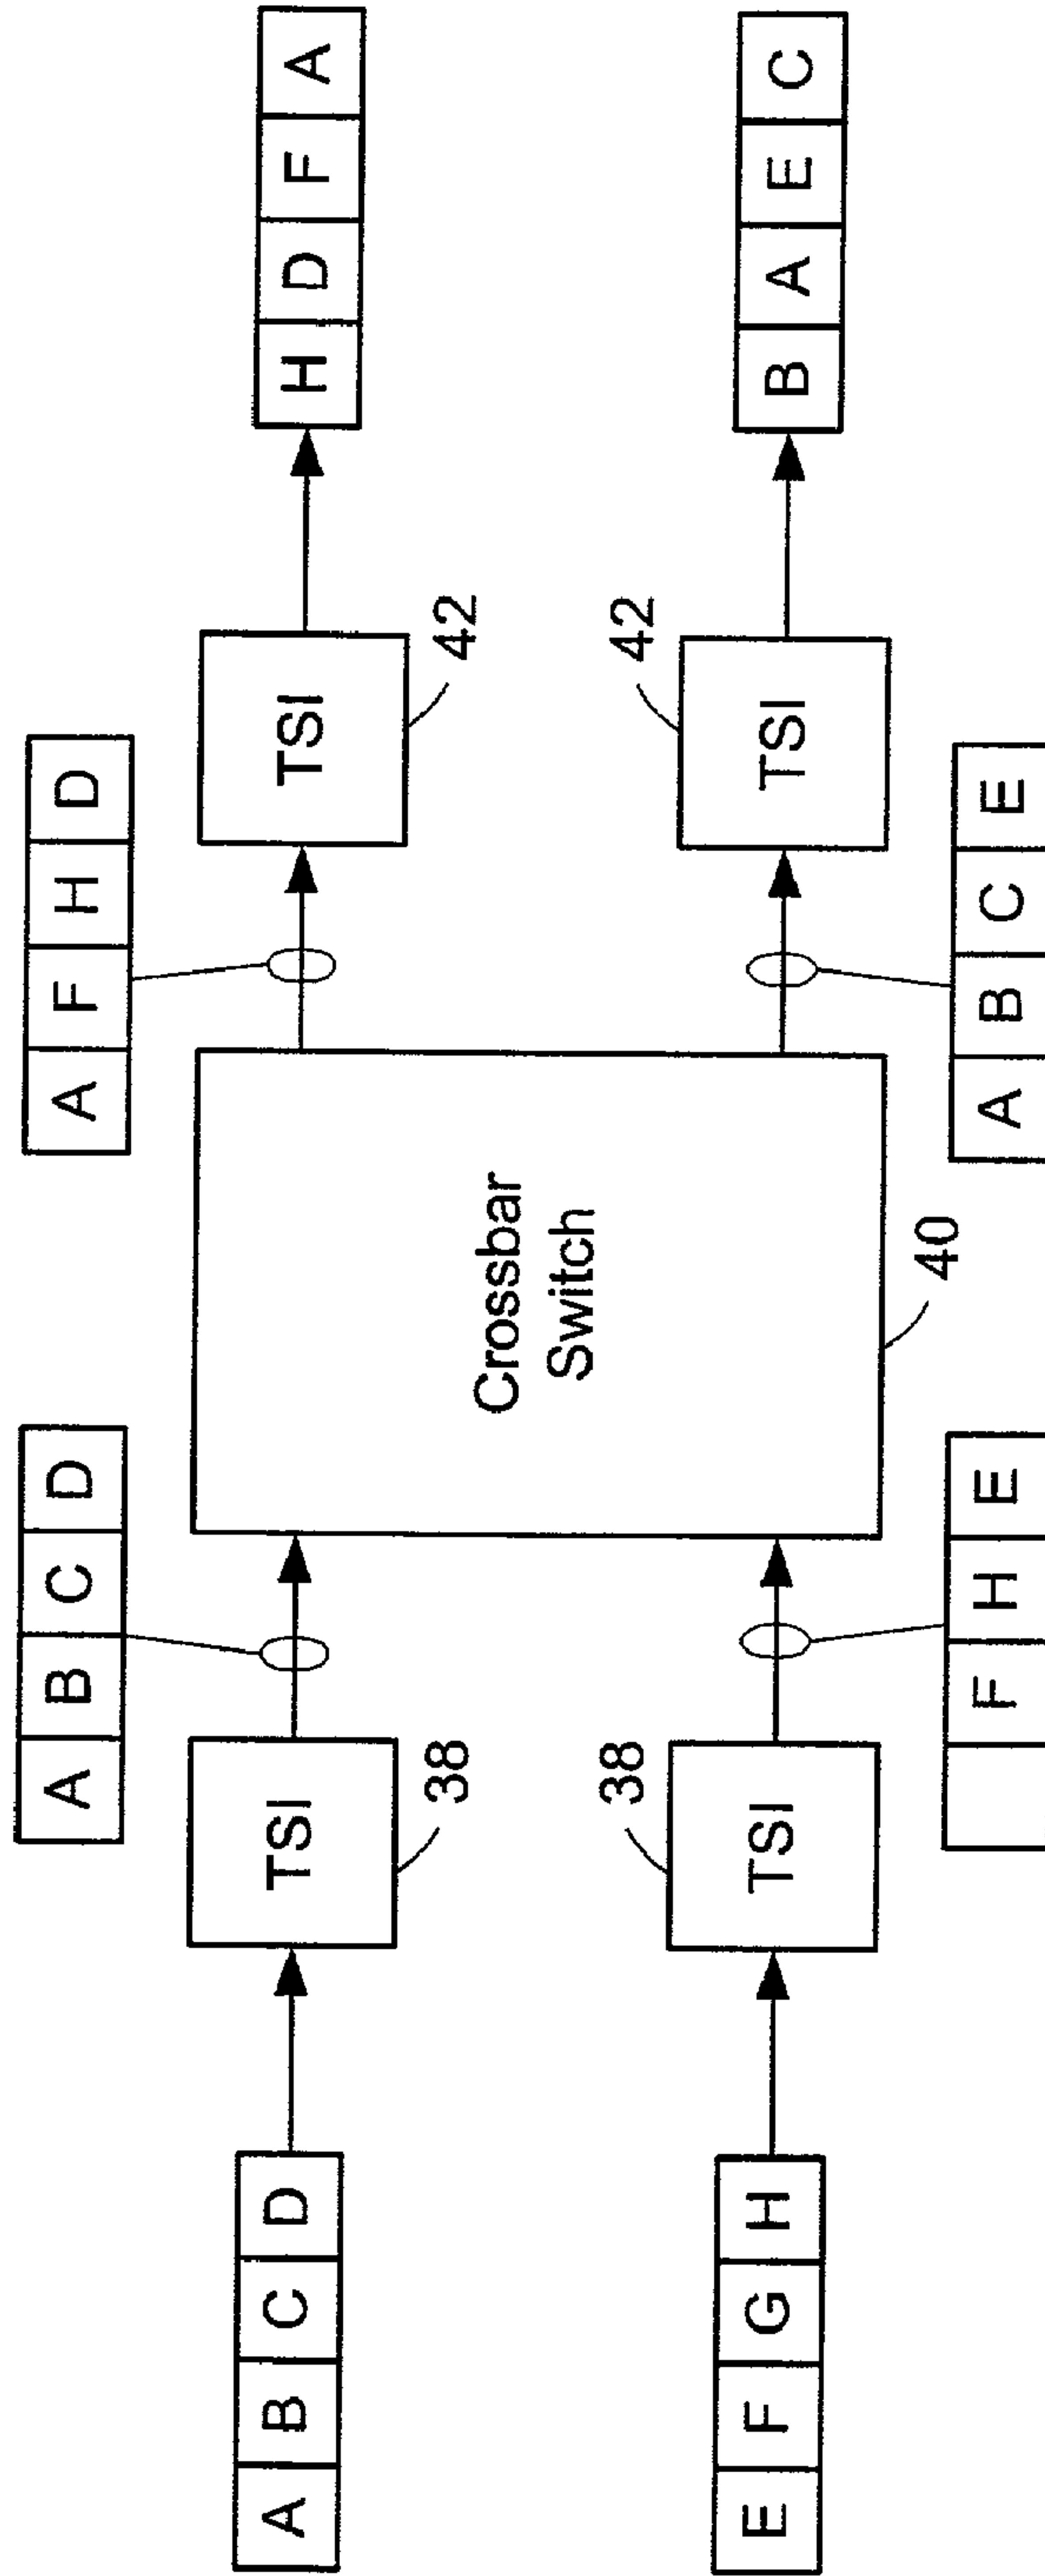 A B C D
A F H D
A B C D
TSI
38
Crossbar
Switch
40
TSI
42
H D F A
E F G H
TSI
38
TSI
42
B A E C
F H E
A B C E